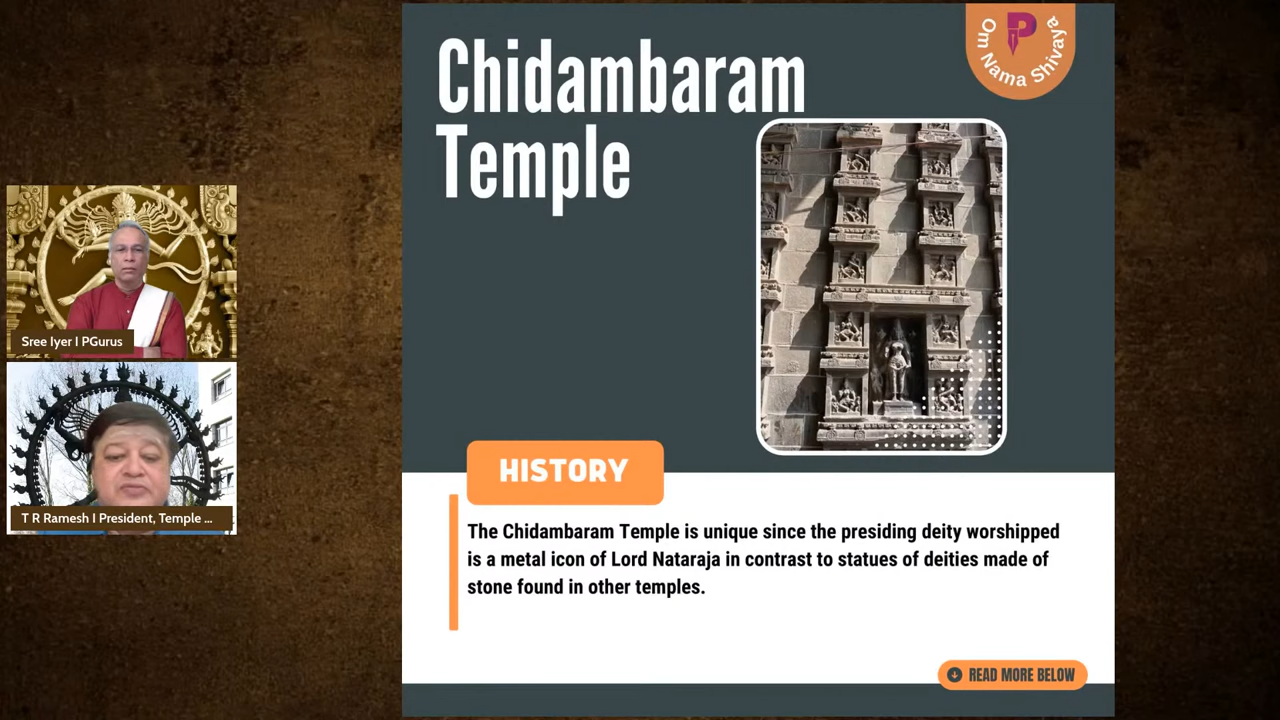 Chidambaram
Temple
Om Nama Shivaya
P
Sree Iyer I PGurus
T R Ramesh I President, Temple ...
HISTORY
The Chidambaram Temple is unique since the presiding deity worshipped
is a metal icon of Lord Nataraja in contrast to statues of deities made of
stone found in other temples.
READ MORE BELOW